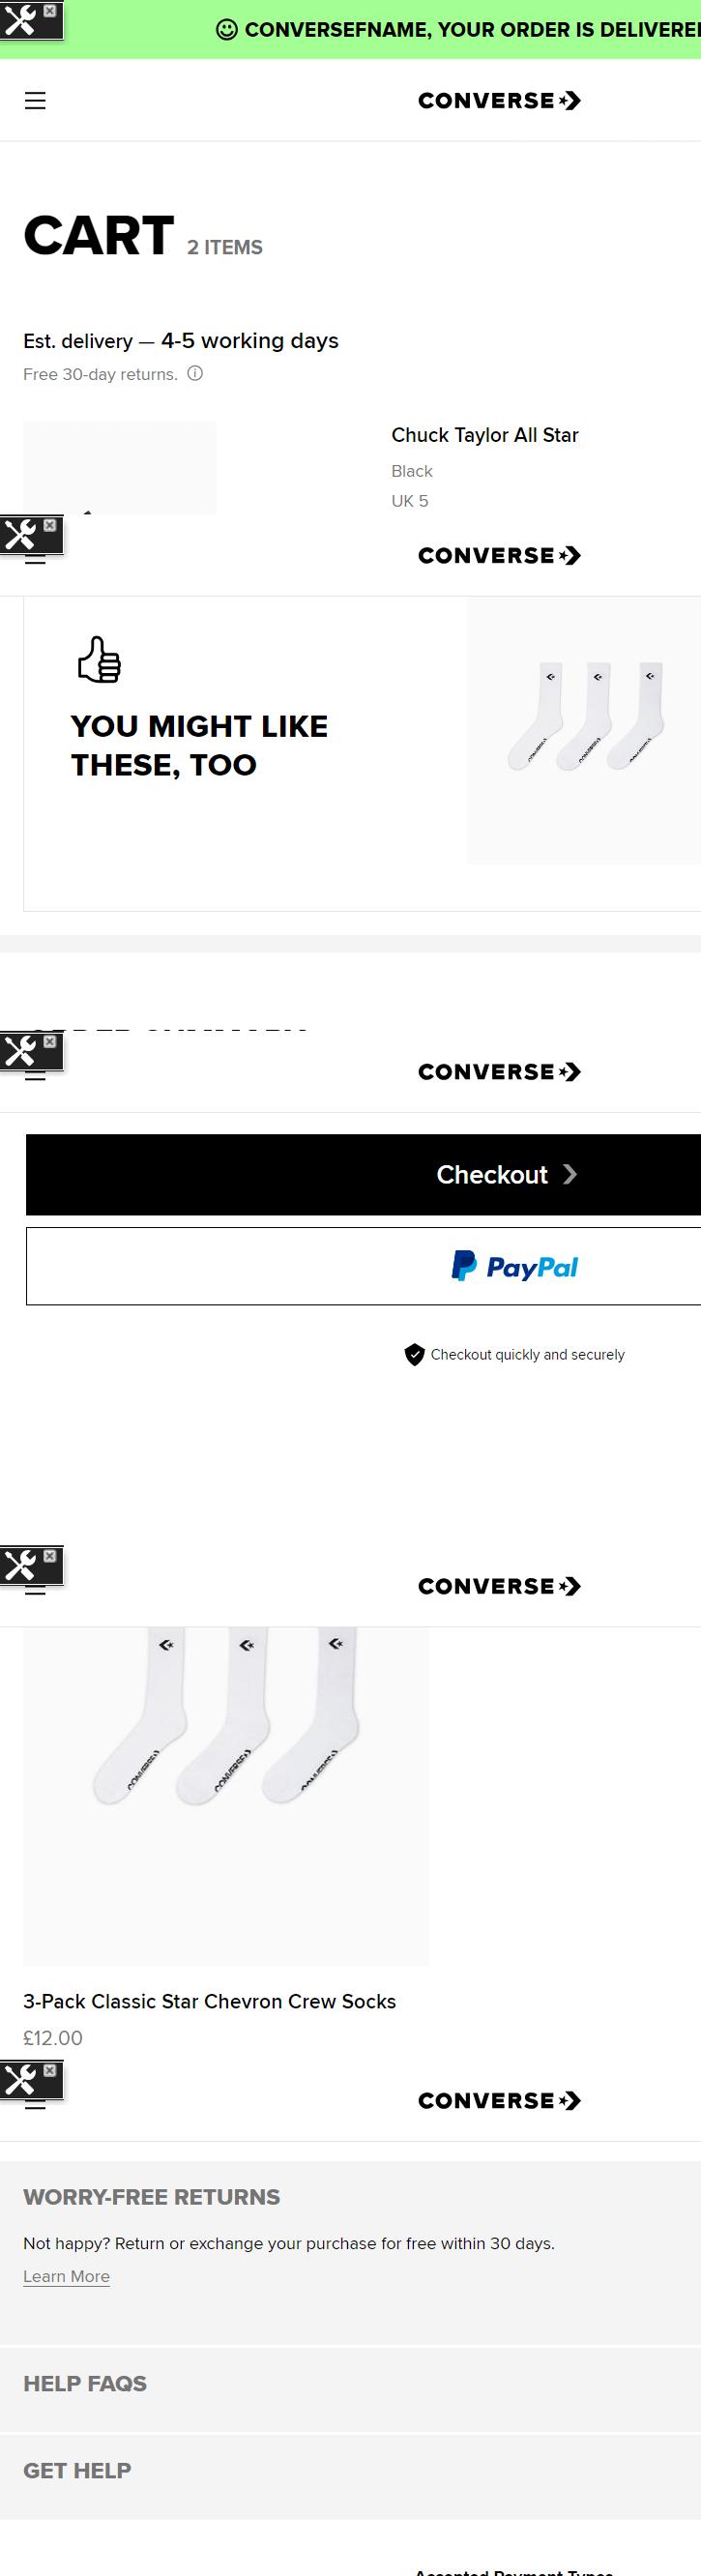 CONVERSEFNAME, YOUR ORDER IS DELIVERE
CONVERSE
CART 2 ITEMS
Est. delivery — 4-5 working days
Free 30-day returns.
Chuck Taylor All Star
Black
UK 5
CONVERSE
YOU MIGHT LIKE
THESE, TOO
CONVERSE
Checkout
PayPal
Checkout quickly and securely
CONVERSE
CONVERSE
CONVERSE
CONVERSE
3-Pack Classic Star Chevron Crew Socks
£12.00
CONVERSE
WORRY-FREE RETURNS
Not happy? Return or exchange your purchase for free within 30 days.
Learn More
HELP FAQS
GET HELP